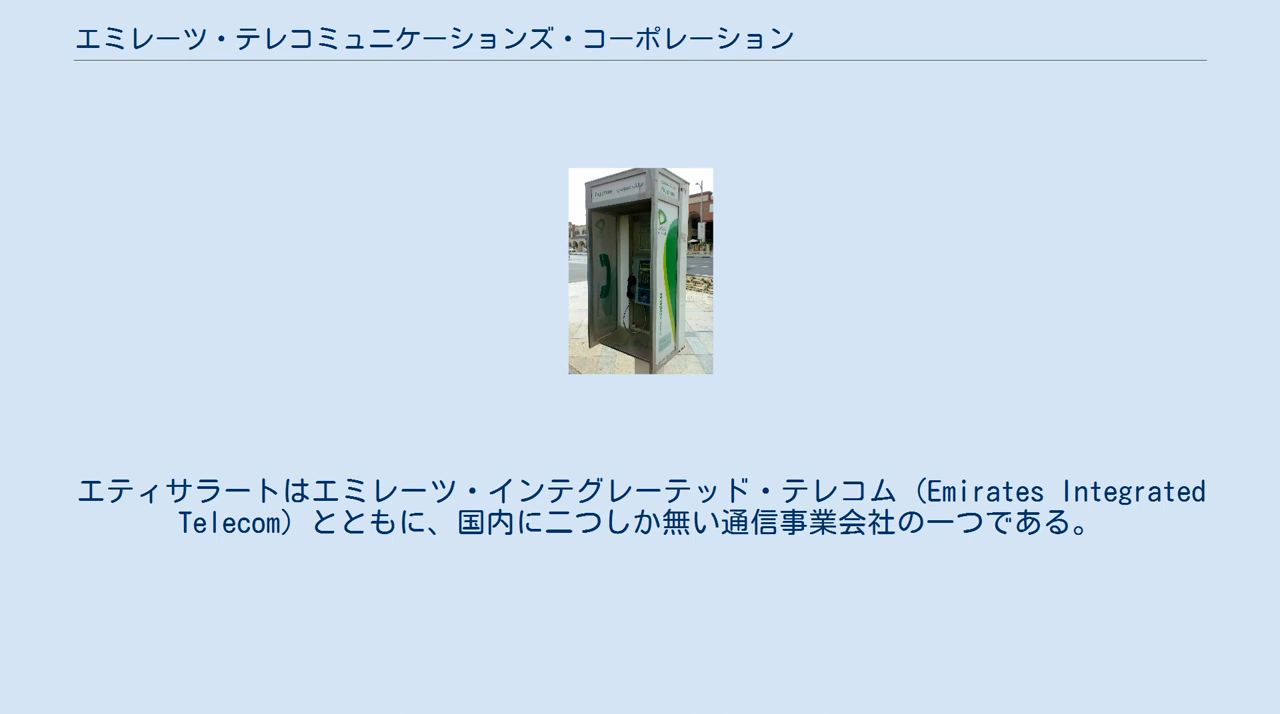 エミレーツ・テレコミュニケーションズ・コーポレーション
エティサラートはエミレーツ・インテグレーテッド・テレコム（Emirates Integrated
Telecom）とともに、国内に二つしか無い通信事業会社の一つである。